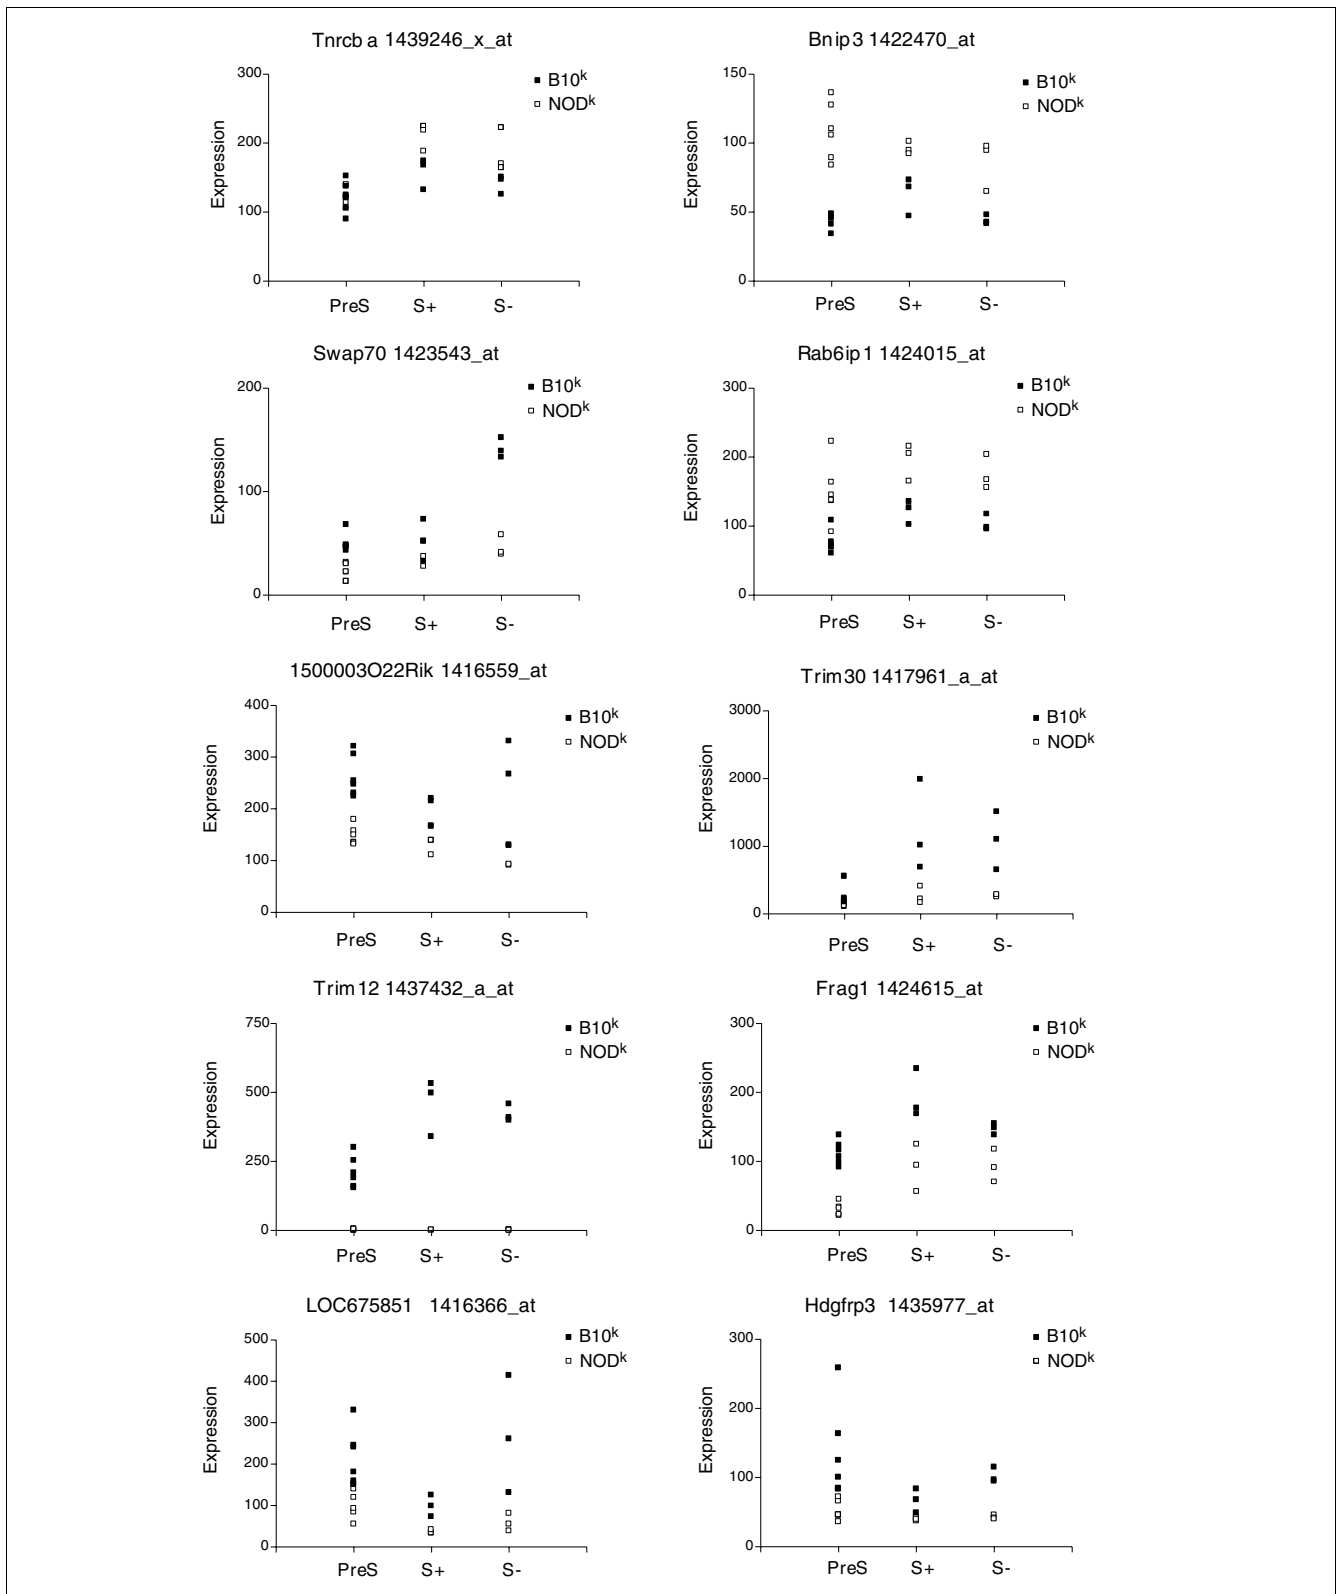 Tnrcb a 1439246_x_at
B10k
NODk
Expression
300
200
100
0
PreS S+ S-
Bnip3 1422470_at
B10k
NODk
Expression
150
100
50
0
PreS S+ S-
Swap70 1423543_at
B10k
NODk
Expression
200
100
0
PreS S+ S-
Rab6ip1 1424015_at
B10k
NODk
Expression
300
200
100
0
PreS S+ S-
1500003O22Rik 1416559_at
B10k
NODk
Expression
400
300
200
100
0
PreS S+ S-
Trim30 1417961_a_at
B10k
NODk
Expression
3000
2000
1000
0
PreS S+ S-
Trim12 1437432_a_at
B10k
NODk
Expression
750
500
250
0
PreS S+ S-
Frag1 1424615_at
B10k
NODk
Expression
300
200
100
0
PreS S+ S-
LOC675851 1416366_at
B10k
NODk
Expression
500
400
300
200
100
0
PreS S+ S-
Hdgfrp3 1435977_at
B10k
NODk
Expression
300
200
100
0
PreS S+ S-